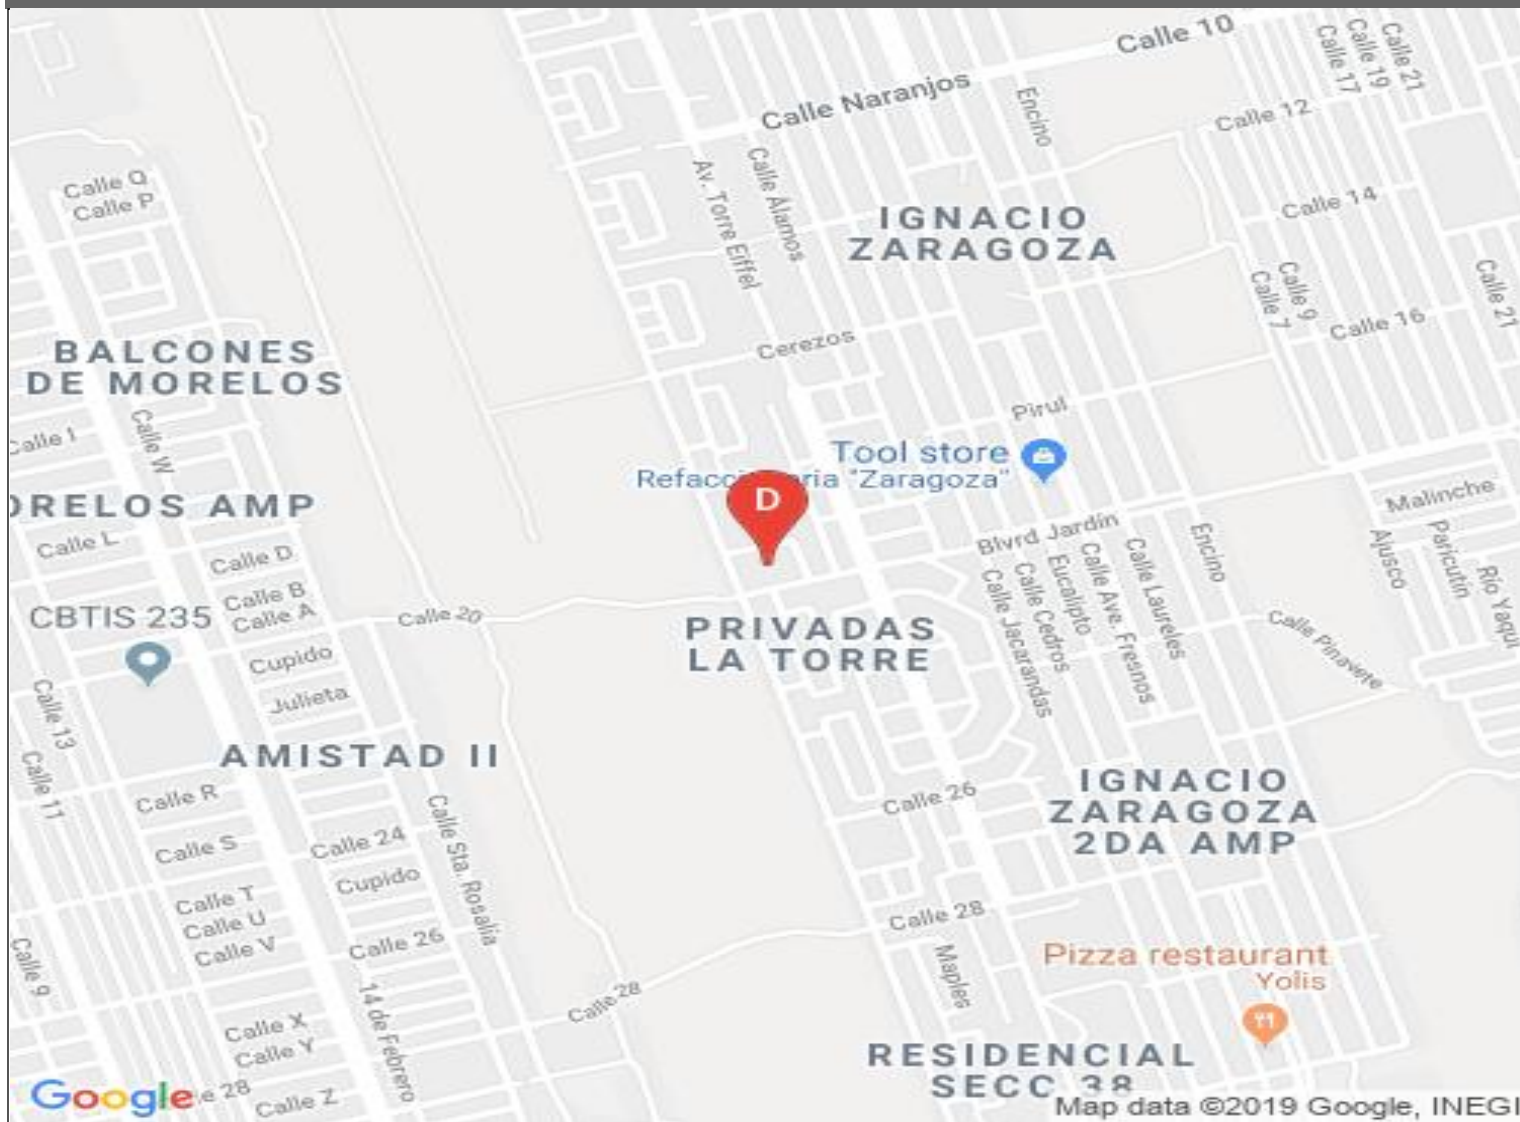 Calle 10
Calle 17
Calle 19
Calle 21
Calle Naranjos
Encino
Calle 12
Calle Q
Calle P
Av. Torre Eiffel
Calle Álamos
IGNACIO
ZARAGOZA
Calle 14
Calle 7
Calle 9
Calle 16
Calle 21
BALCONES
DE MORELOS
Cerezos
Calle W
Pirul
Tool store
Refacc ria "Zaragoza"
D
ORELOS AMP
Calle L
Calle D
Calle B
Calle A
CBTIS 235
Calle 20
Malinche
Blvrd Jardín
Calle Jacarandas
Calle Cedros
Eucalipto
Calle Ave. Fresnos
Calle Laureles
Encino
Ajusco
Paricutín
Río Yaqui
PRIVADAS
LA TORRE
Calle Pinavete
Cupido
Julieta
Calle 13
Calle 11
AMISTAD II
Calle R
Calle S
Calle 24
Cupido
Calle Sta. Rosalia
Calle 26
IGNACIO
ZARAGOZA
2DA AMP
Calle T
Calle U
Calle V
Calle 26
Calle 28
Calle 9
Maples
Pizza restaurant
Yolis
14 de Febrero
Calle 28
Calle X
Calle Y
Calle Z
RESIDENCIAL
SECC 38
Google
e 28
Map data ©2019 Google, INEGI